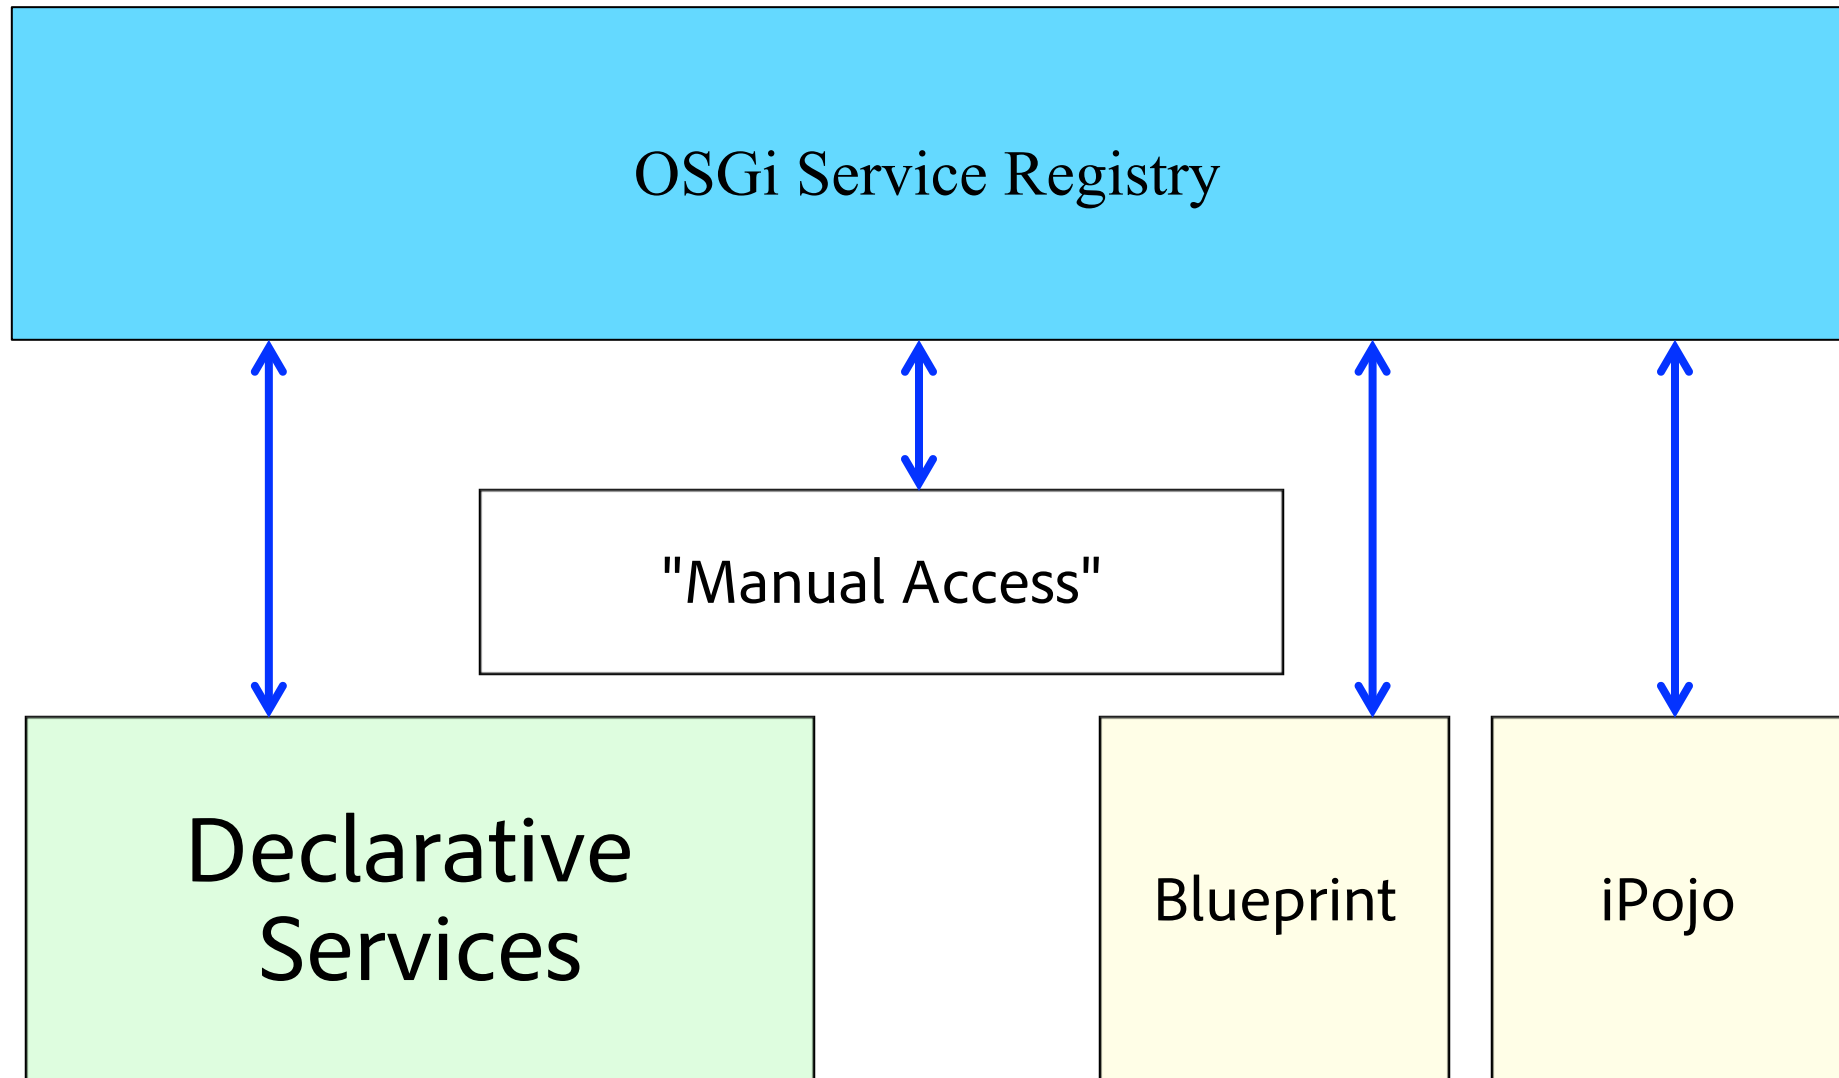 OSGi Service Registry
"Manual Access"
Declarative
Services
Blueprint
iPojo